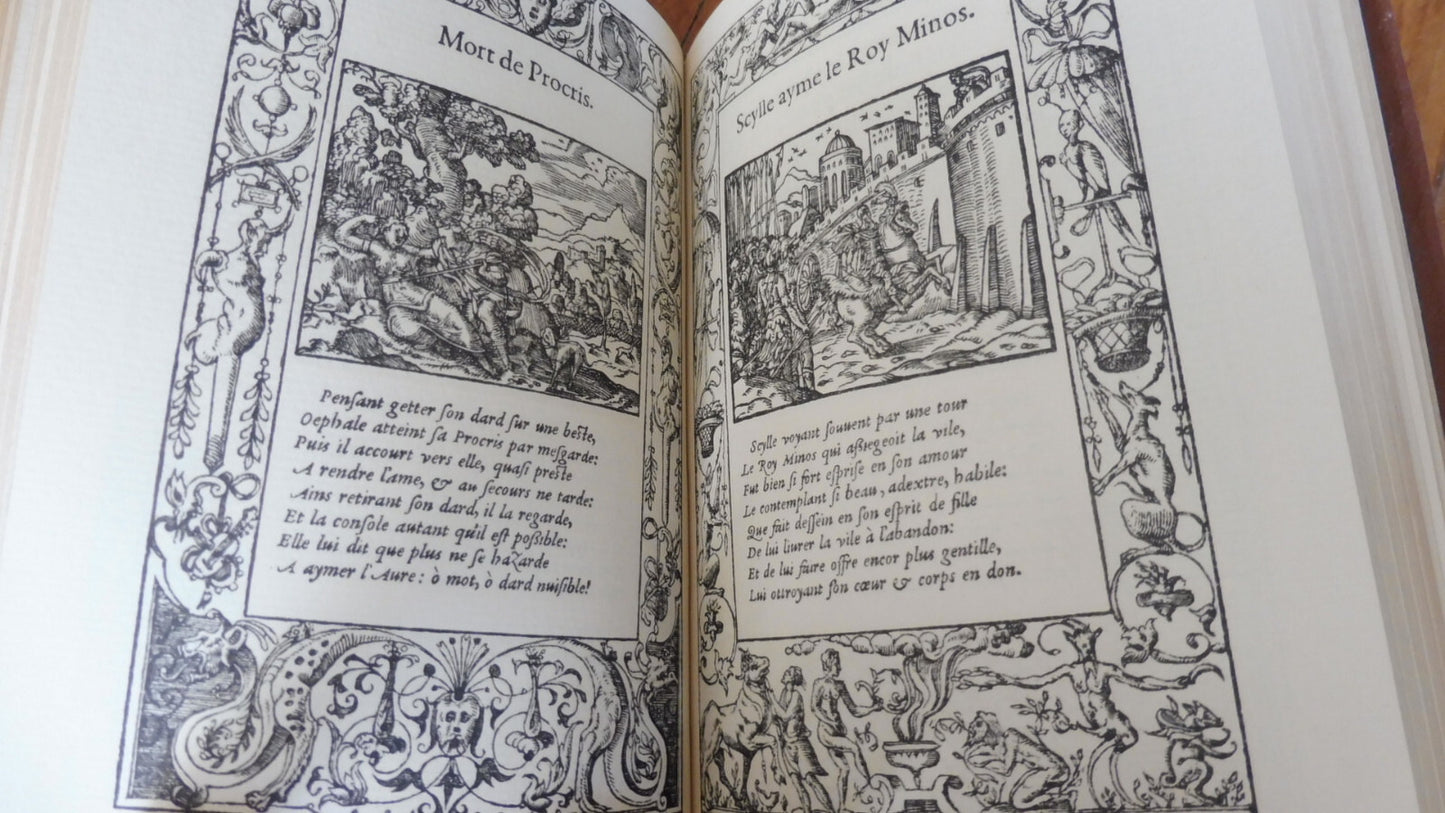 Mort de Procris.
Penſant getter ſon dard ſur une beſte,
Oephale atteint ſa Procris par meſgarde:
Puis il accourt vers elle, quaſi preſte
A rendre l'ame, & au ſecours ne tarde:
Ains retirant ſon dard, il la regarde,
Et la conſole autant qu'il eſt poßible:
Elle lui dit que plus ne ſe hazarde
A aymer l'Aure: ò mot, ò dard nuiſible!
Scylle ayme le Roy Minos.
Scylle voyant ſouuent par une tour
Le Roy Minos qui aßiegeoit la vile,
Fut bien ſi fort eſpriſe en ſon amour
Le contemplant ſi beau, adextre, habile:
Que fait deſſein en ſon eſprit de fille
De lui liurer la vile à l'abandon:
Et de lui faire offre encor plus gentille,
Lui ottroyant ſon cœur & corps en don.